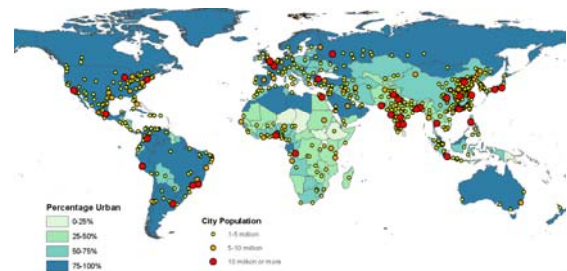 Percentage Urban
0-25%
25-50%
50-75%
75-100%
City Population
1-5 million
5-10 million
10 million or more